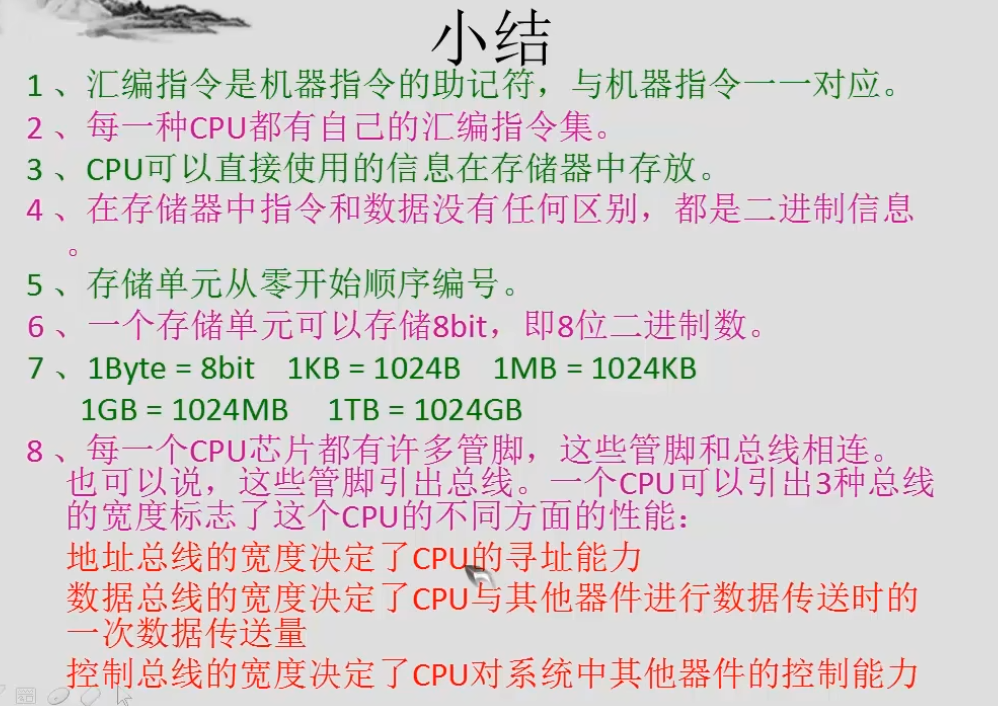 小结
1、汇编指令是机器指令的助记符，与机器指令一一对应。
2、每一种CPU都有自己的汇编指令集。
3、CPU可以直接使用的信息在存储器中存放。
4、在存储器中指令和数据没有任何区别，都是二进制信息
。
5、存储单元从零开始顺序编号。
6、一个存储单元可以存储8bit，即8位二进制数。
7、1Byte = 8bit 1KB = 1024B 1MB = 1024KB
1GB = 1024MB 1TB = 1024GB
8、每一个CPU芯片都有许多管脚，这些管脚和总线相连。
也可以说，这些管脚引出总线。一个CPU可以引出3种总线
的宽度标志了这个CPU的不同方面的性能：
地址总线的宽度决定了CPU的寻址能力
数据总线的宽度决定了CPU与其他器件进行数据传送时的
一次数据传送量
控制总线的宽度决定了CPU对系统中其他器件的控制能力